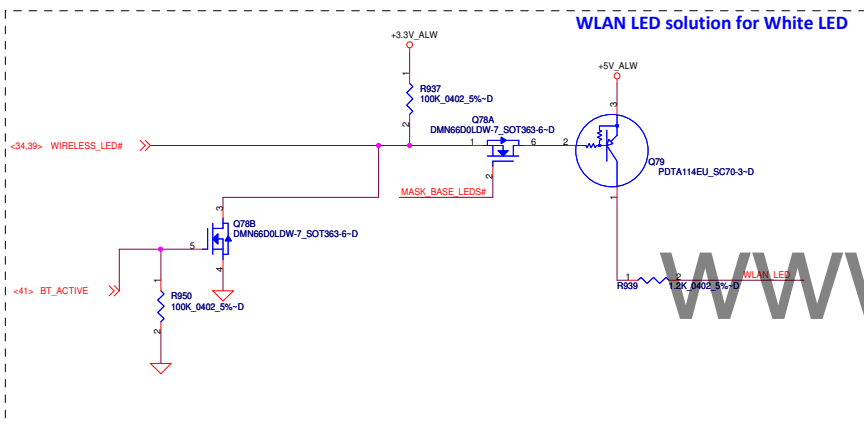 WLAN LED solution for White LED
+3.3V_ALW
+5V_ALW
1
R937
100K_0402_5%~D
2
3
Q78A
DMN66D0LDW-7_SOT363-6~D
<34,39> WIRELESS_LED#
1
6
2
2
Q79
PDTA114EU_SC70-3~D
MASK_BASE_LEDS#
1
3
Q78B
DMN66D0LDW-7_SOT363-6~D
5
4
<41> BT_ACTIVE
1
R950
100K_0402_5%~D
2
1
2
WLAN_LED
R939
1.2K_0402_5%~D
WWW